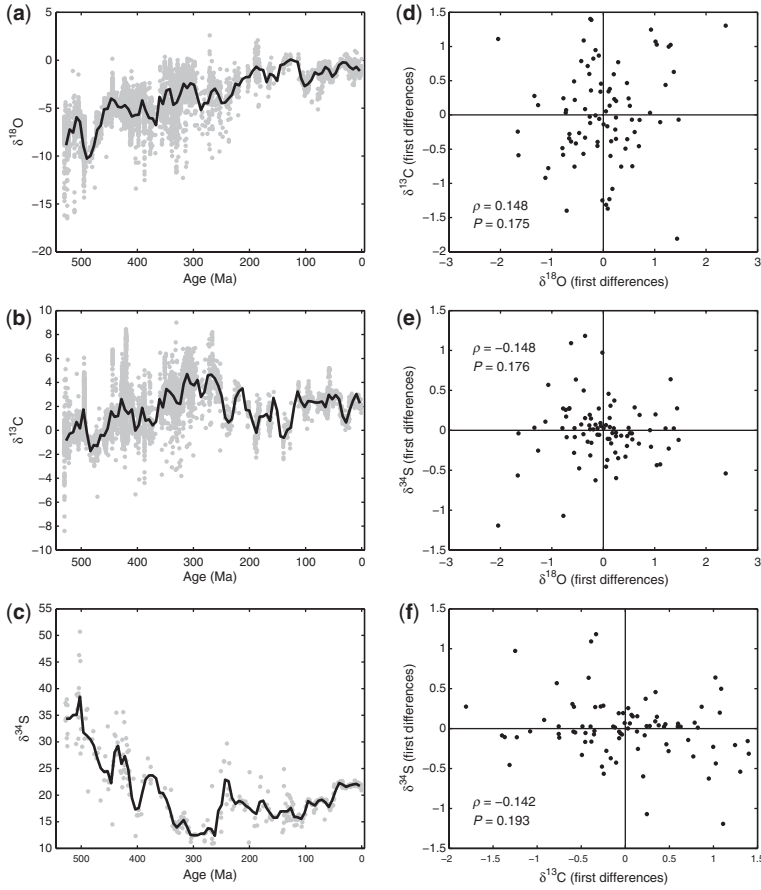 (a)
5
0
−5
−10
−15
−20
δ18O
500 400 300 200 100 0
Age (Ma)
(b)
10
8
6
4
2
0
−2
−4
−6
−8
−10
δ13C
500 400 300 200 100 0
Age (Ma)
(c)
55
50
45
40
35
30
25
20
15
10
δ34S
500 400 300 200 100 0
Age (Ma)
(d)
1.5
1
0.5
0
−0.5
−1
−1.5
−2
δ13C (first differences)
ρ = 0.148
P = 0.175
−3 −2 −1 0 1 2 3
δ18O (first differences)
(e)
1.5
1
0.5
0
−0.5
−1
−1.5
δ34S (first differences)
ρ = −0.148
P = 0.176
−3 −2 −1 0 1 2 3
δ18O (first differences)
(f)
1.5
1
0.5
0
−0.5
−1
−1.5
δ34S (first differences)
ρ = −0.142
P = 0.193
−2 −1.5 −1 −0.5 0 0.5 1 1.5
δ13C (first differences)